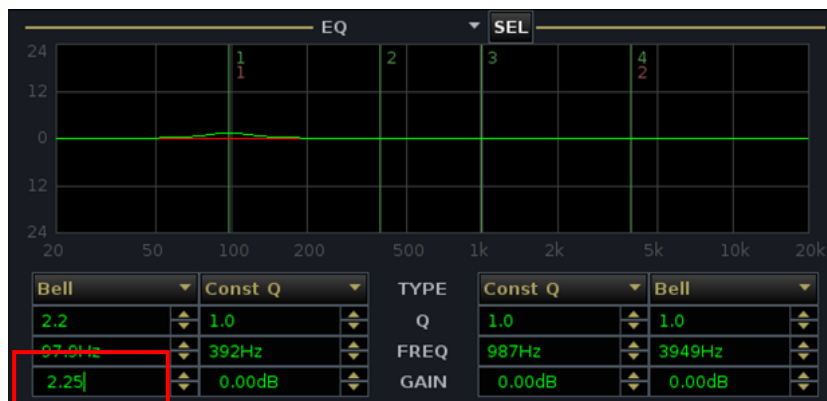 EQ SEL
24 1 2 3 4
1 2
12
0
12
24
20 50 100 200 500 1k 2k 5k 10k 20k
Bell Const Q TYPE Const Q Bell
2.2 1.0 Q 1.0 1.0
97.9Hz 392Hz FREQ 987Hz 3949Hz
2.25 0.00dB GAIN 0.00dB 0.00dB